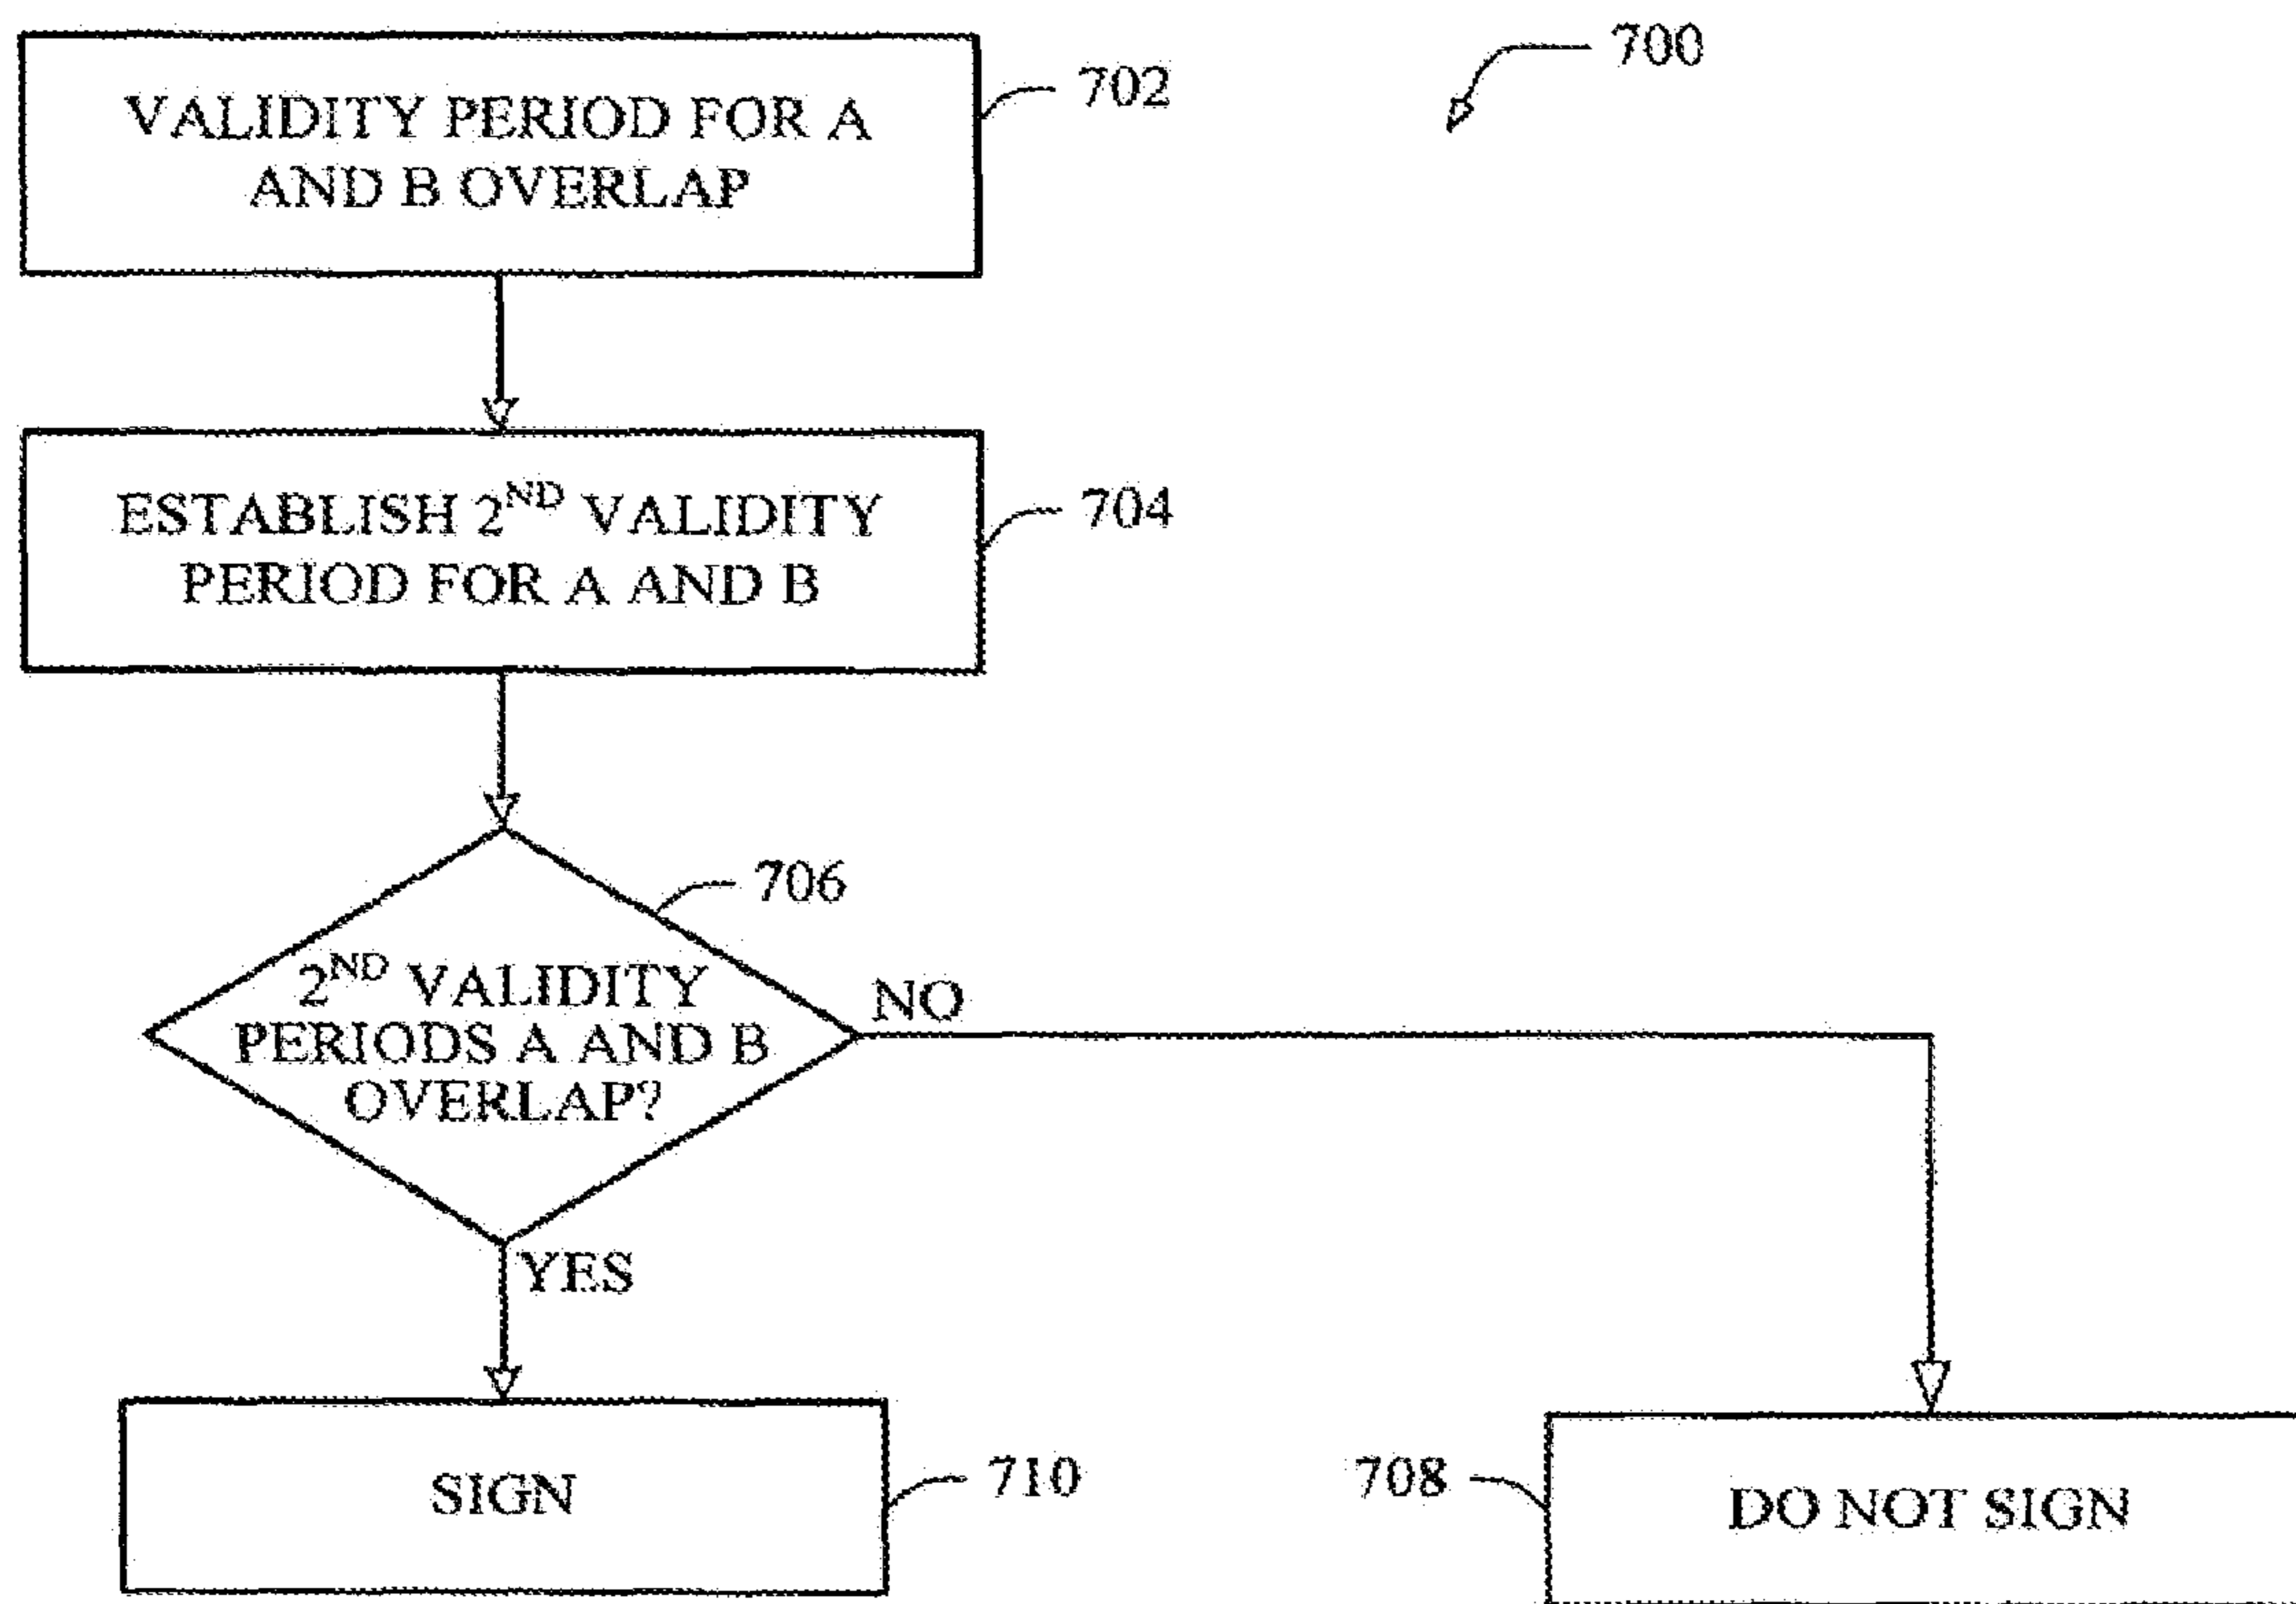 700
VALIDITY PERIOD FOR A
AND B OVERLAP
702
ESTABLISH 2ND VALIDITY
PERIOD FOR A AND B
704
706
2ND VALIDITY
PERIODS A AND B
OVERLAP?
NO
YES
SIGN
710
708
DO NOT SIGN